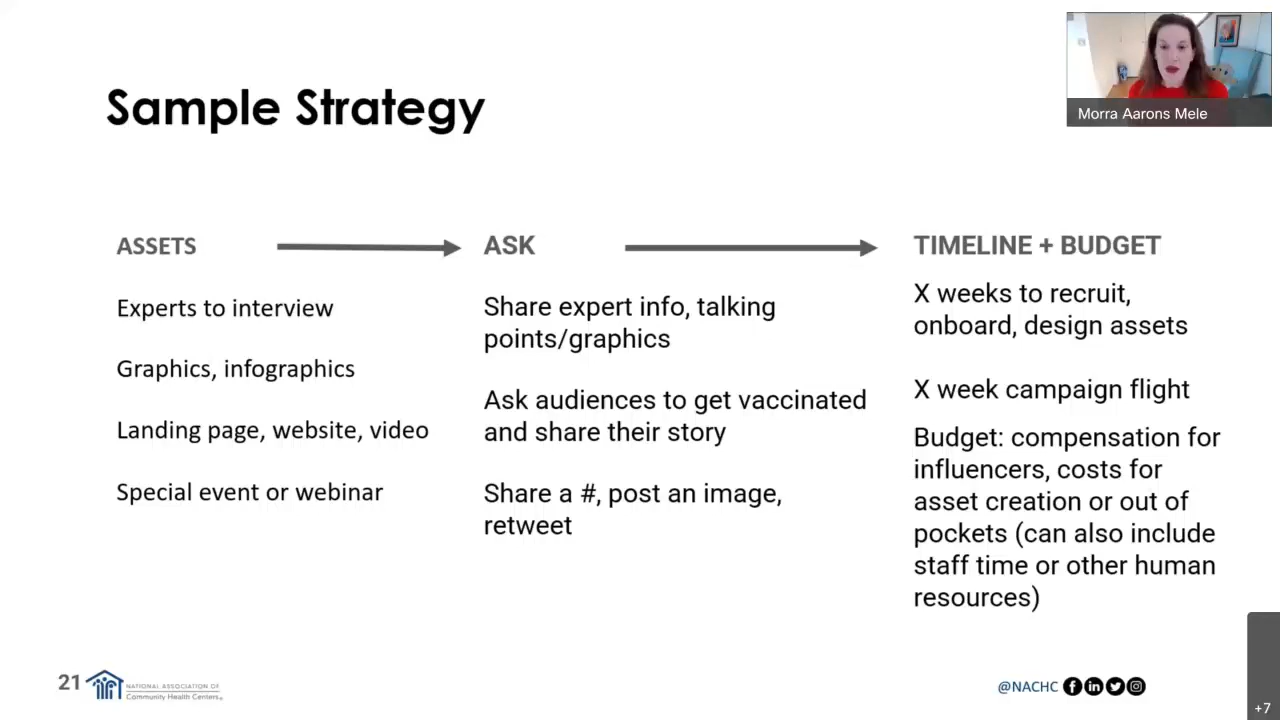 Sample Strategy
Morra Aarons Mele
ASSETS
Experts to interview
Graphics, infographics
Landing page, website, video
Special event or webinar
ASK
Share expert info, talking
points/graphics
Ask audiences to get vaccinated
and share their story
Share a #, post an image,
retweet
TIMELINE + BUDGET
X weeks to recruit,
onboard, design assets
X week campaign flight
Budget: compensation for
influencers, costs for
asset creation or out of
pockets (can also include
staff time or other human
resources)
21
NATIONAL ASSOCIATION OF
Community Health Centers®
@NACHC
+7